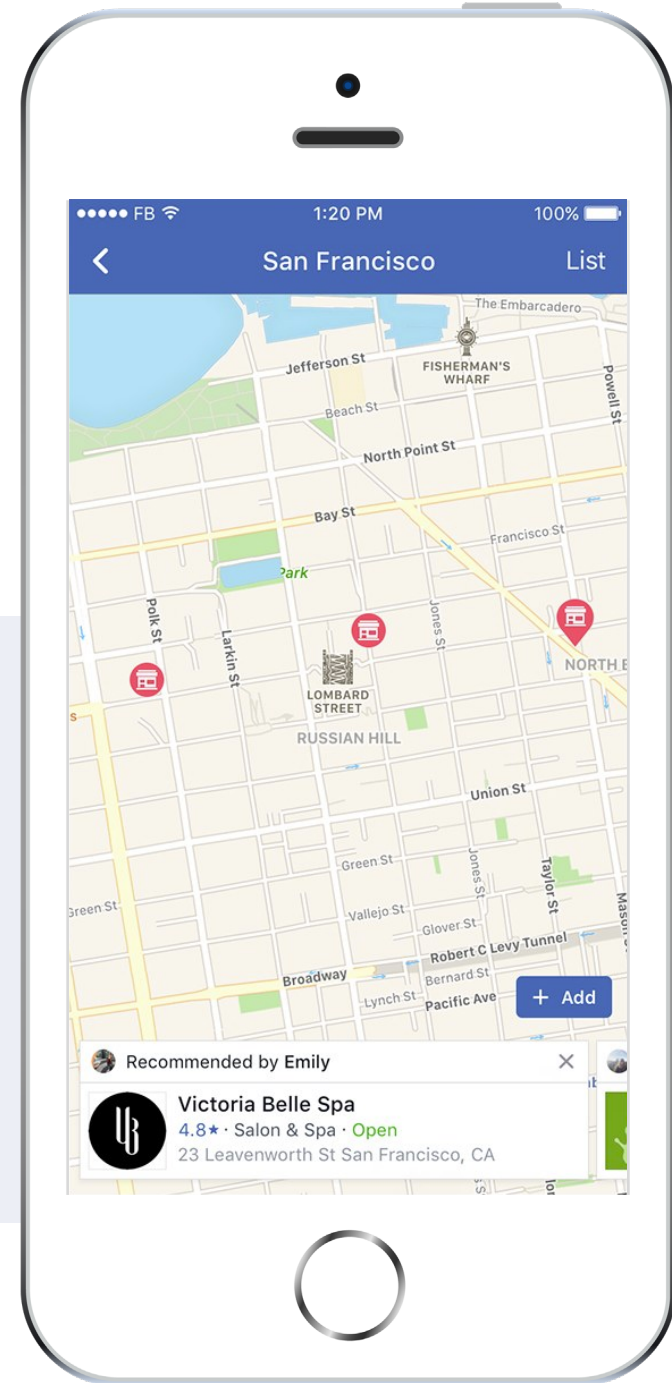 FB 1:20 PM 100%
San Francisco List
The Embarcadero
Jefferson St
FISHERMAN'S
WHARF
Powell St
Beach St
North Point St
Bay St
Francisco St
Park
Polk St
Larkin St
Jones St
NORTH B
LOMBARD
STREET
s
RUSSIAN HILL
Union St
Green St
Jones St
Taylor St
Green St
Vallejo St
Mason S
Glover St
Robert C Levy Tunnel
Broadway
Bernard St
Lynch St
Pacific Ave
+ Add
Recommended by Emily
Victoria Belle Spa
4.8★ · Salon & Spa · Open
23 Leavenworth St San Francisco, CA